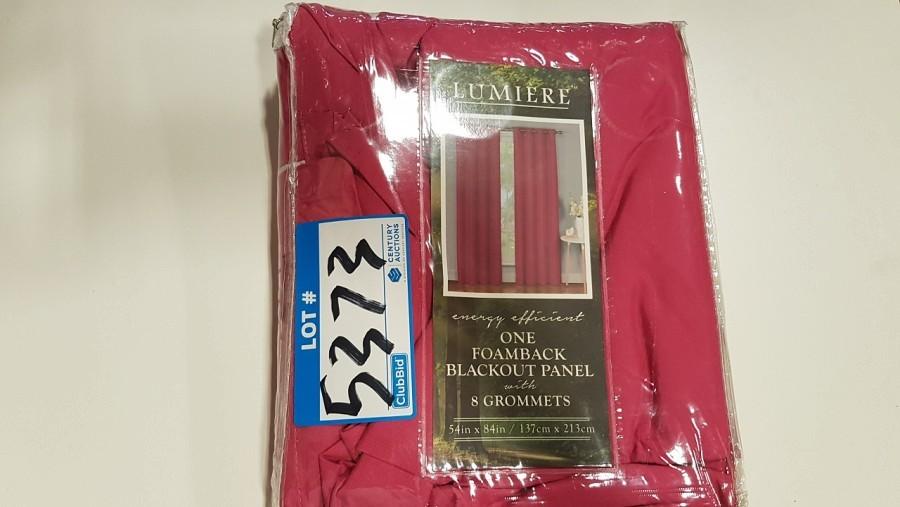 LUMIERE
energy efficient
ONE
FOAMBACK
BLACKOUT PANEL
with
8 GROMMETS
54in x 84in / 137cm x 213cm
LOT #
5373
CENTURY
AUCTIONS
ClubBid